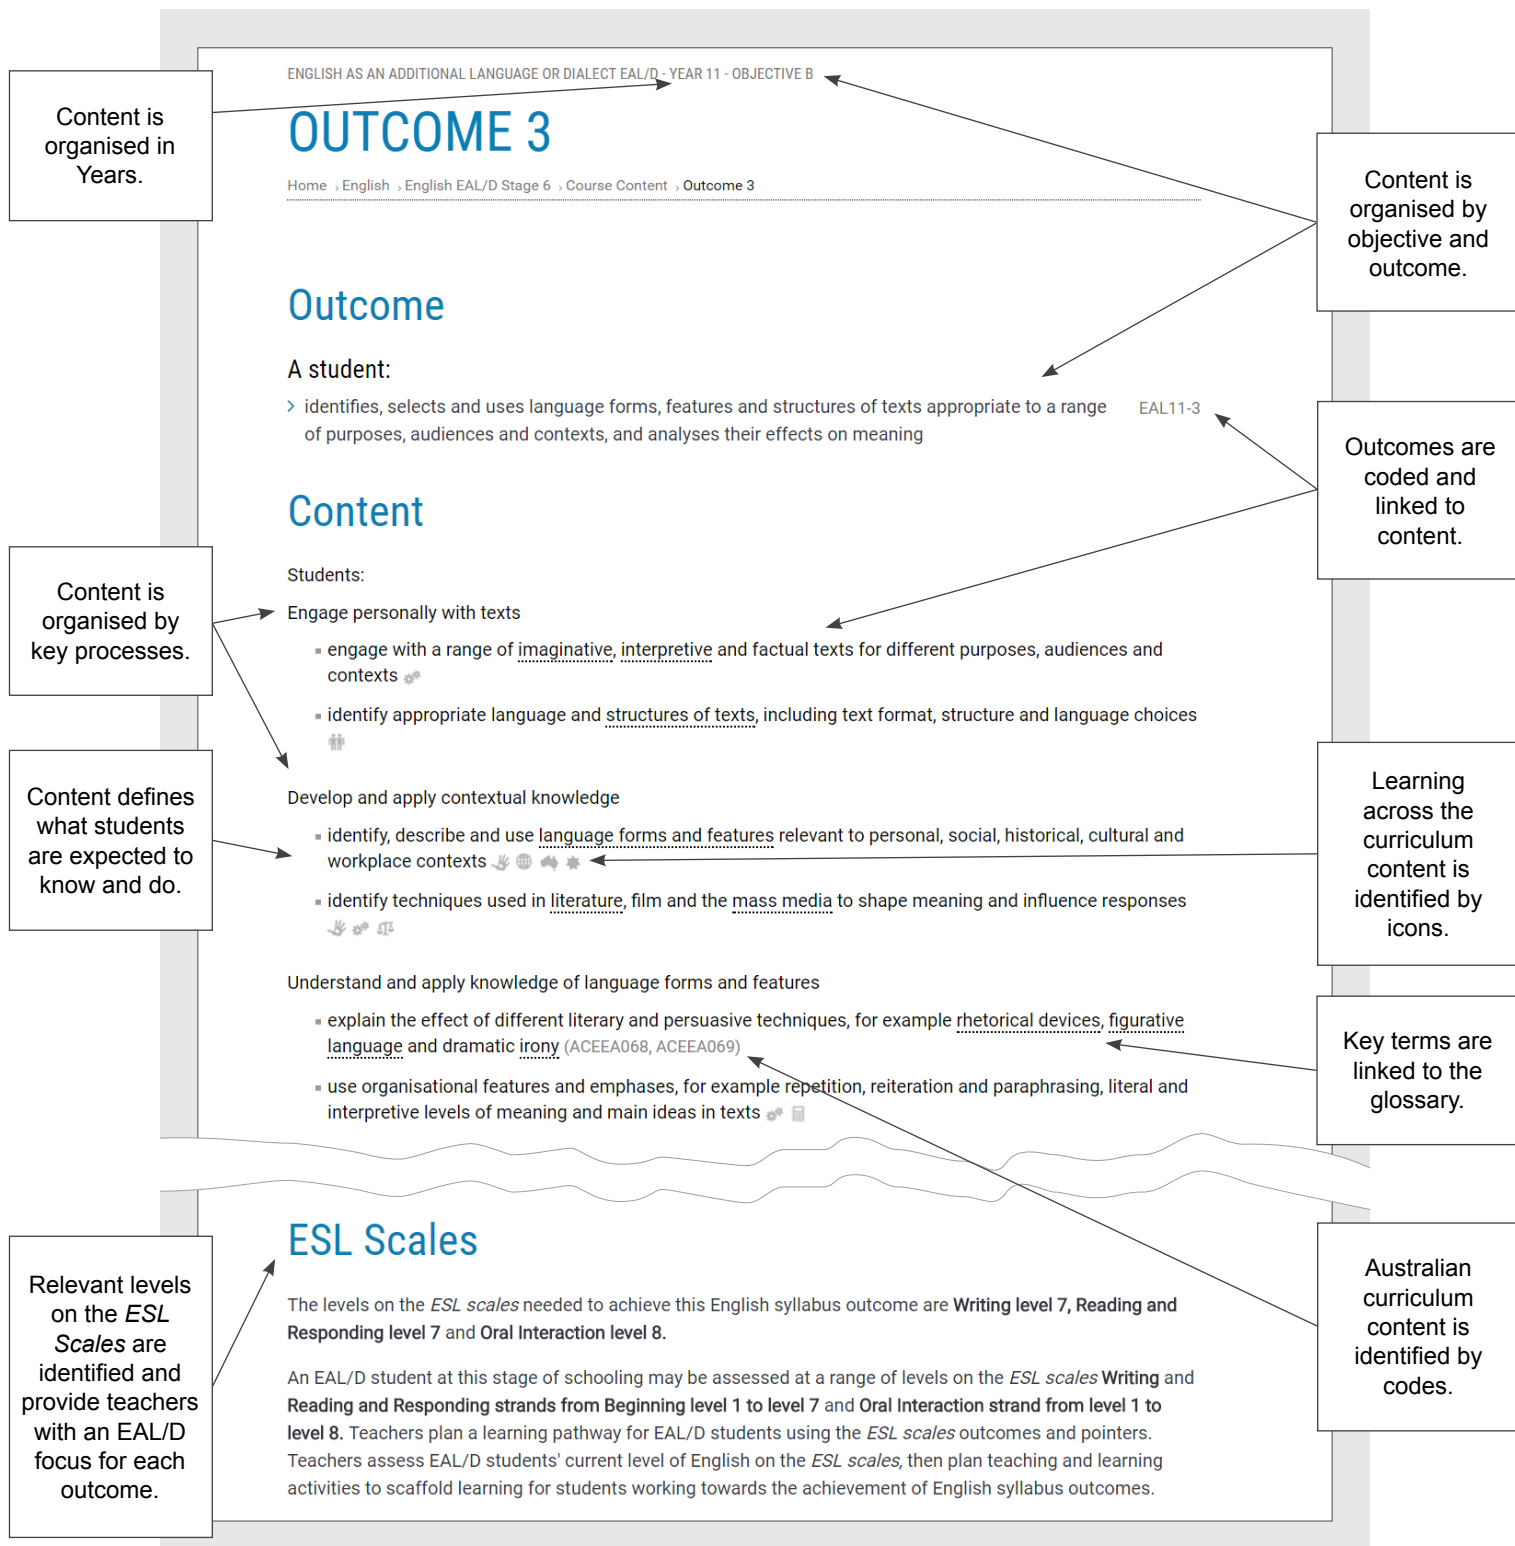 ENGLISH AS AN ADDITIONAL LANGUAGE OR DIALECT EAL/D - YEAR 11 - OBJECTIVE B
OUTCOME 3
Home › English › English EAL/D Stage 6 › Course Content › Outcome 3
Outcome
A student:
identifies, selects and uses language forms, features and structures of texts appropriate to a range
EAL11-3
of purposes, audiences and contexts, and analyses their effects on meaning
Content
Students:
Engage personally with texts
engage with a range of imaginative, interpretive and factual texts for different purposes, audiences and
contexts
identify appropriate language and structures of texts, including text format, structure and language choices
Develop and apply contextual knowledge
identify, describe and use language forms and features relevant to personal, social, historical, cultural and
workplace contexts
identify techniques used in literature, film and the mass media to shape meaning and influence responses
Understand and apply knowledge of language forms and features
explain the effect of different literary and persuasive techniques, for example rhetorical devices, figurative
language and dramatic irony (ACEEA068, ACEEA069)
use organisational features and emphases, for example repetition, reiteration and paraphrasing, literal and
interpretive levels of meaning and main ideas in texts
ESL Scales
The levels on the ESL scales needed to achieve this English syllabus outcome are Writing level 7, Reading and
Responding level 7 and Oral Interaction level 8.
An EAL/D student at this stage of schooling may be assessed at a range of levels on the ESL scales Writing and
Reading and Responding strands from Beginning level 1 to level 7 and Oral Interaction strand from level 1 to
level 8. Teachers plan a learning pathway for EAL/D students using the ESL scales outcomes and pointers.
Teachers assess EAL/D students' current level of English on the ESL scales, then plan teaching and learning
activities to scaffold learning for students working towards the achievement of English syllabus outcomes.
Content is
organised in
Years.
Content is
organised by
key processes.
Content defines
what students
are expected to
know and do.
Relevant levels
on the ESL
Scales are
identified and
provide teachers
with an EAL/D
focus for each
outcome.
Content is
organised by
objective and
outcome.
Outcomes are
coded and
linked to
content.
Learning
across the
curriculum
content is
identified by
icons.
Key terms are
linked to the
glossary.
Australian
curriculum
content is
identified by
codes.